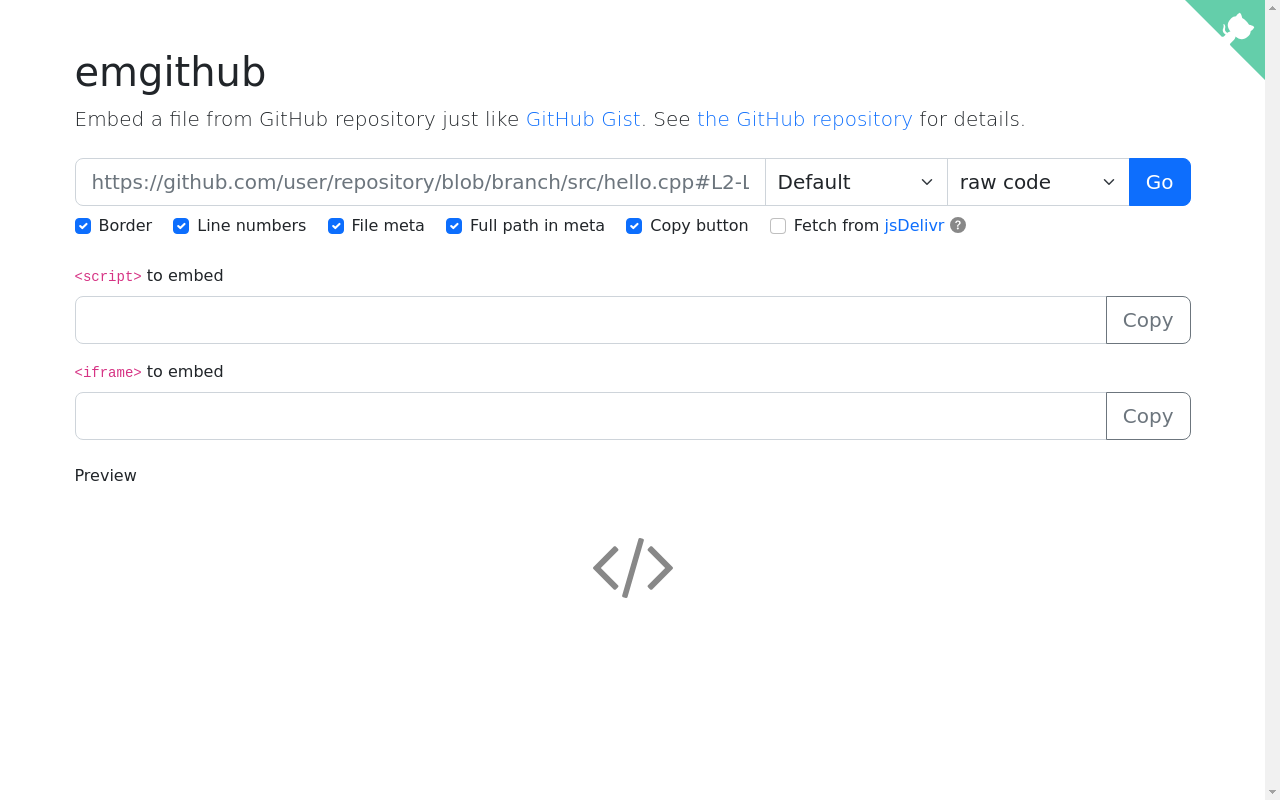 emgithub
Embed a file from GitHub repository just like GitHub Gist. See the GitHub repository for details.
https://github.com/user/repository/blob/branch/src/hello.cpp#L2-L Default raw code Go
Border Line numbers File meta Full path in meta Copy button Fetch from jsDelivr ?
<script> to embed
Copy
<iframe> to embed
Copy
Preview
</>